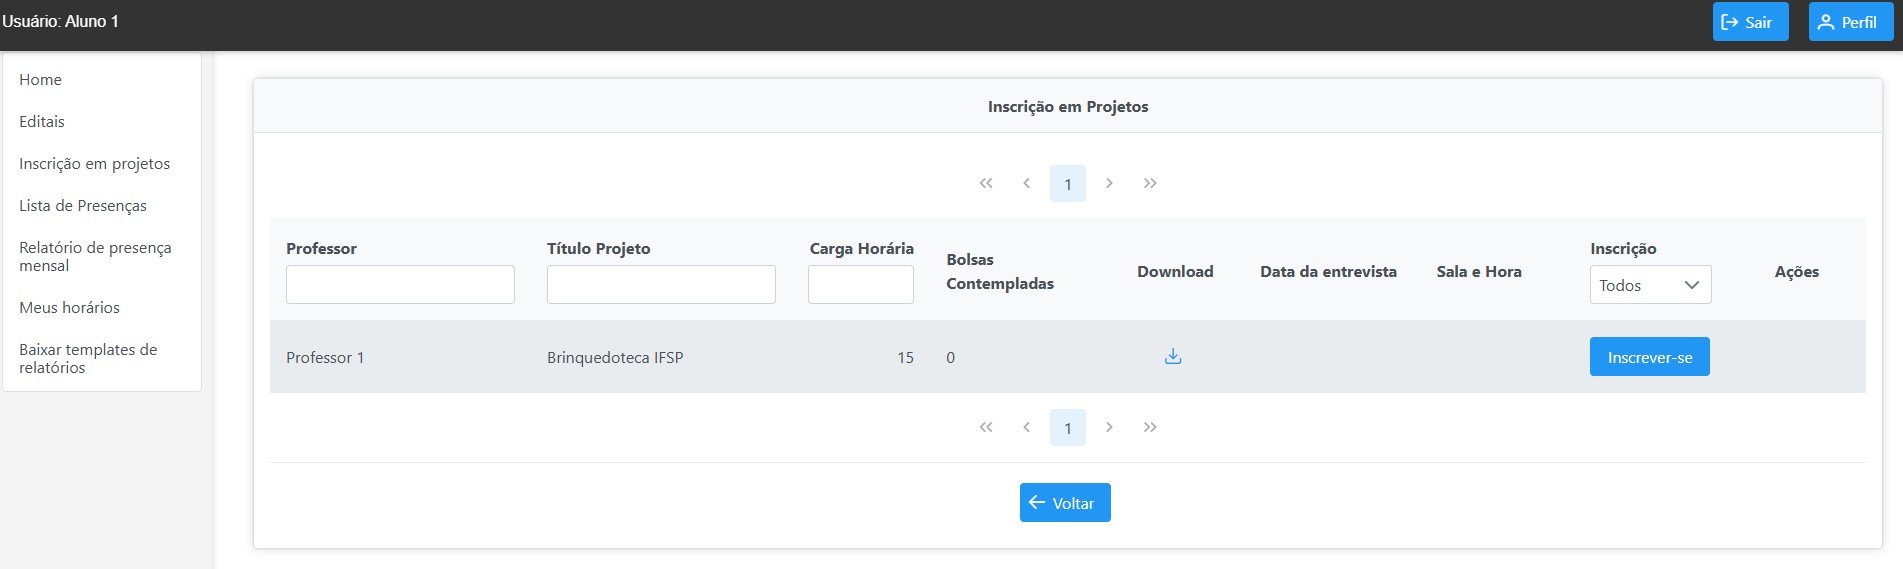 Usuário: Aluno 1
Sair
Perfil
Home
Editais
Inscrição em projetos
Lista de Presenças
Relatório de presença
mensal
Meus horários
Baixar templates de
relatórios
Inscrição em Projetos
1
Professor
Título Projeto
Carga Horária
Bolsas
Contempladas
Download
Data da entrevista
Sala e Hora
Inscrição
Todos
Ações
Professor 1
Brinquedoteca IFSP
15
0
Inscrever-se
1
Voltar